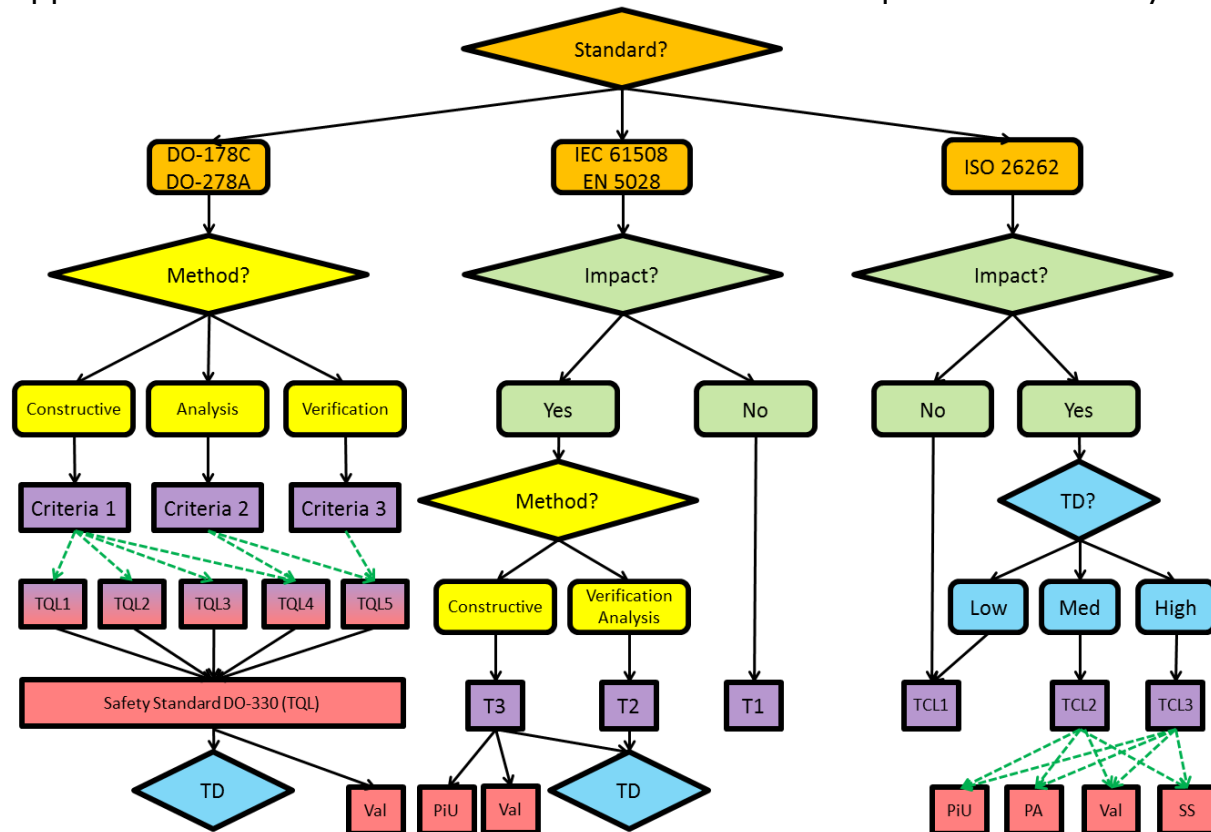 Standard?
DO-178C
DO-278A
IEC 61508
EN 5028
ISO 26262
Method?
Impact?
Impact?
Constructive
Analysis
Verification
Yes
No
No
Yes
Criteria 1
Criteria 2
Criteria 3
Method?
TD?
TQL1
TQL2
TQL3
TQL4
TQL5
Constructive
Verification
Analysis
Low
Med
High
Safety Standard DO-330 (TQL)
T3
T2
T1
TCL1
TCL2
TCL3
TD
Val
PiU
Val
TD
PiU
PA
Val
SS